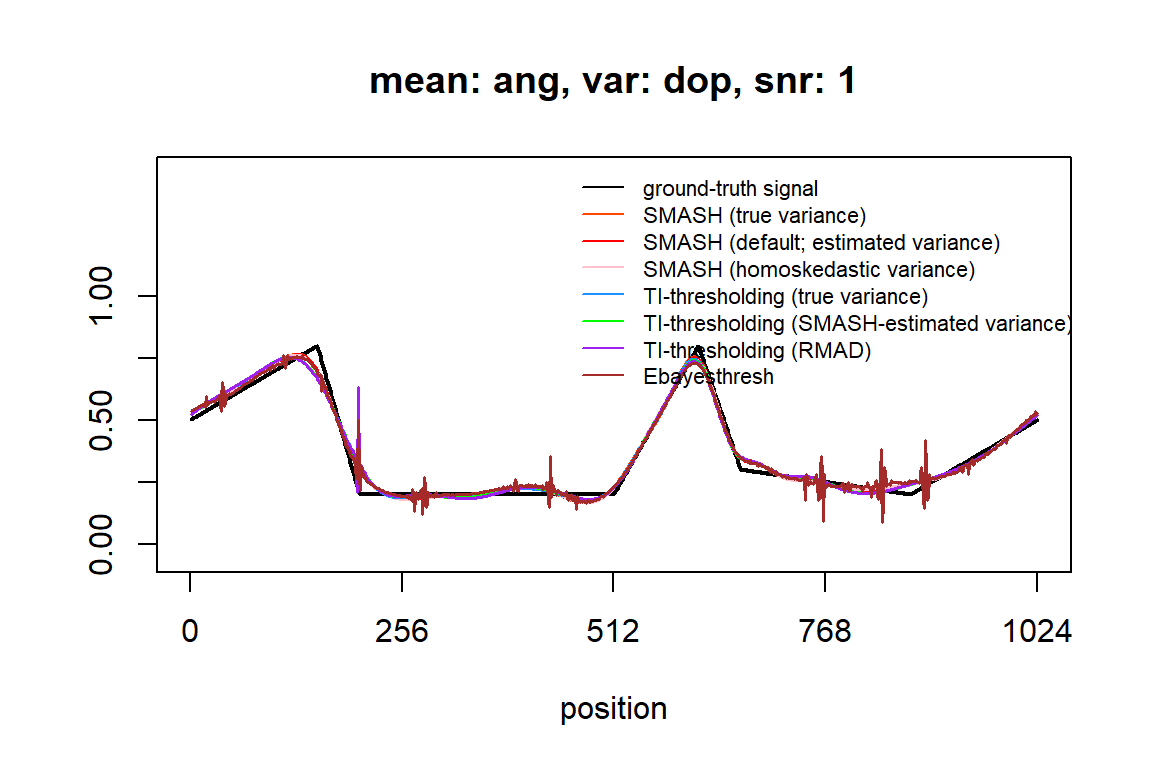 mean: ang, var: dop, snr: 1
ground-truth signal
SMASH (true variance)
SMASH (default; estimated variance)
SMASH (homoskedastic variance)
TI-thresholding (true variance)
TI-thresholding (SMASH-estimated variance)
TI-thresholding (RMAD)
Ebayesthresh
1.00
0.50
0.00
0 256 512 768 1024
position